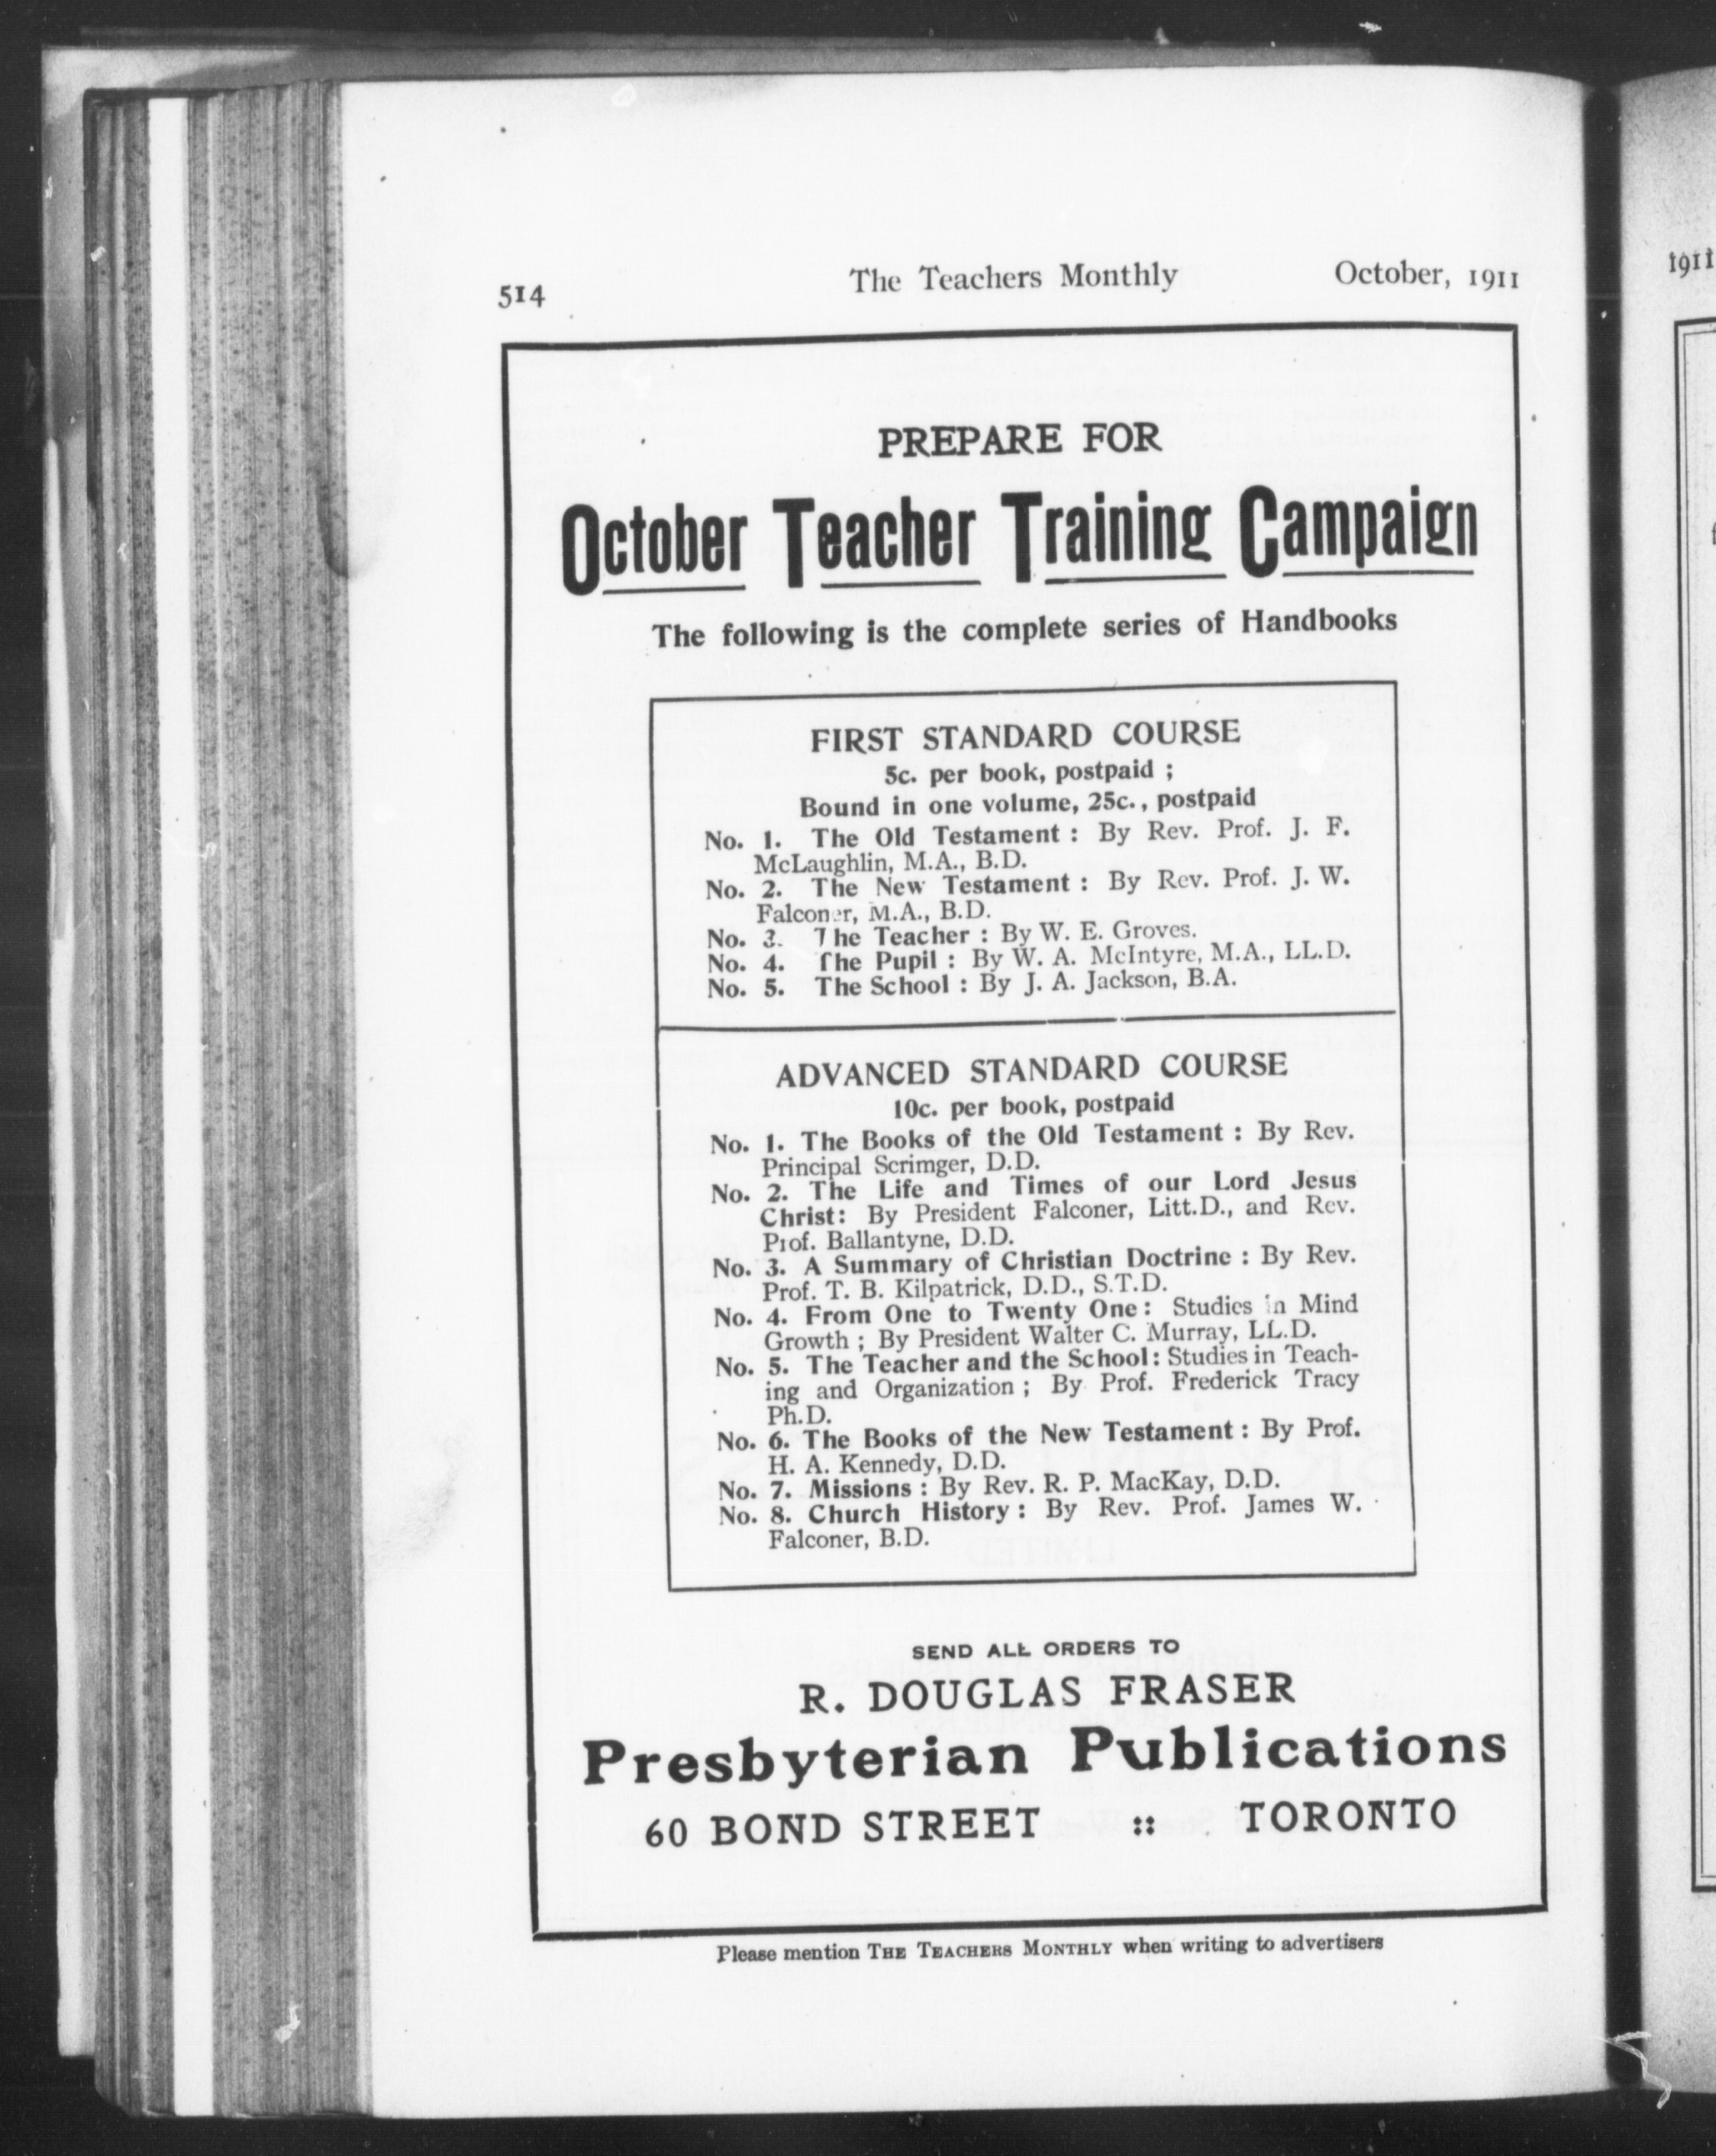 514 The Teachers Monthly October, 1911
PREPARE FOR
October Teacher Training Campaign
The following is the complete series of Handbooks
FIRST STANDARD COURSE
5c. per book, postpaid ;
Bound in one volume, 25c., postpaid
No. 1. The Old Testament : By Rev. Prof. J. F.
McLaughlin, M.A., B.D.
No. 2. The New Testament : By Rev. Prof. J. W.
Falconer, M.A., B.D.
No. 3. The Teacher : By W. E. Groves.
No. 4. The Pupil : By W. A. McIntyre, M.A., LL.D.
No. 5. The School : By J. A. Jackson, B.A.
ADVANCED STANDARD COURSE
10c. per book, postpaid
No. 1. The Books of the Old Testament : By Rev.
Principal Scrimger, D.D.
No. 2. The Life and Times of our Lord Jesus
Christ: By President Falconer, Litt.D., and Rev.
Prof. Ballantyne, D.D.
No. 3. A Summary of Christian Doctrine : By Rev.
Prof. T. B. Kilpatrick, D.D., S.T.D.
No. 4. From One to Twenty One : Studies in Mind
Growth ; By President Walter C. Murray, LL.D.
No. 5. The Teacher and the School : Studies in Teach-
ing and Organization ; By Prof. Frederick Tracy
Ph.D.
No. 6. The Books of the New Testament : By Prof.
H. A. Kennedy, D.D.
No. 7. Missions : By Rev. R. P. MacKay, D.D.
No. 8. Church History : By Rev. Prof. James W.
Falconer, B.D.
SEND ALL ORDERS TO
R. DOUGLAS FRASER
Presbyterian Publications
60 BOND STREET :: TORONTO
Please mention THE TEACHERS MONTHLY when writing to advertisers
1911